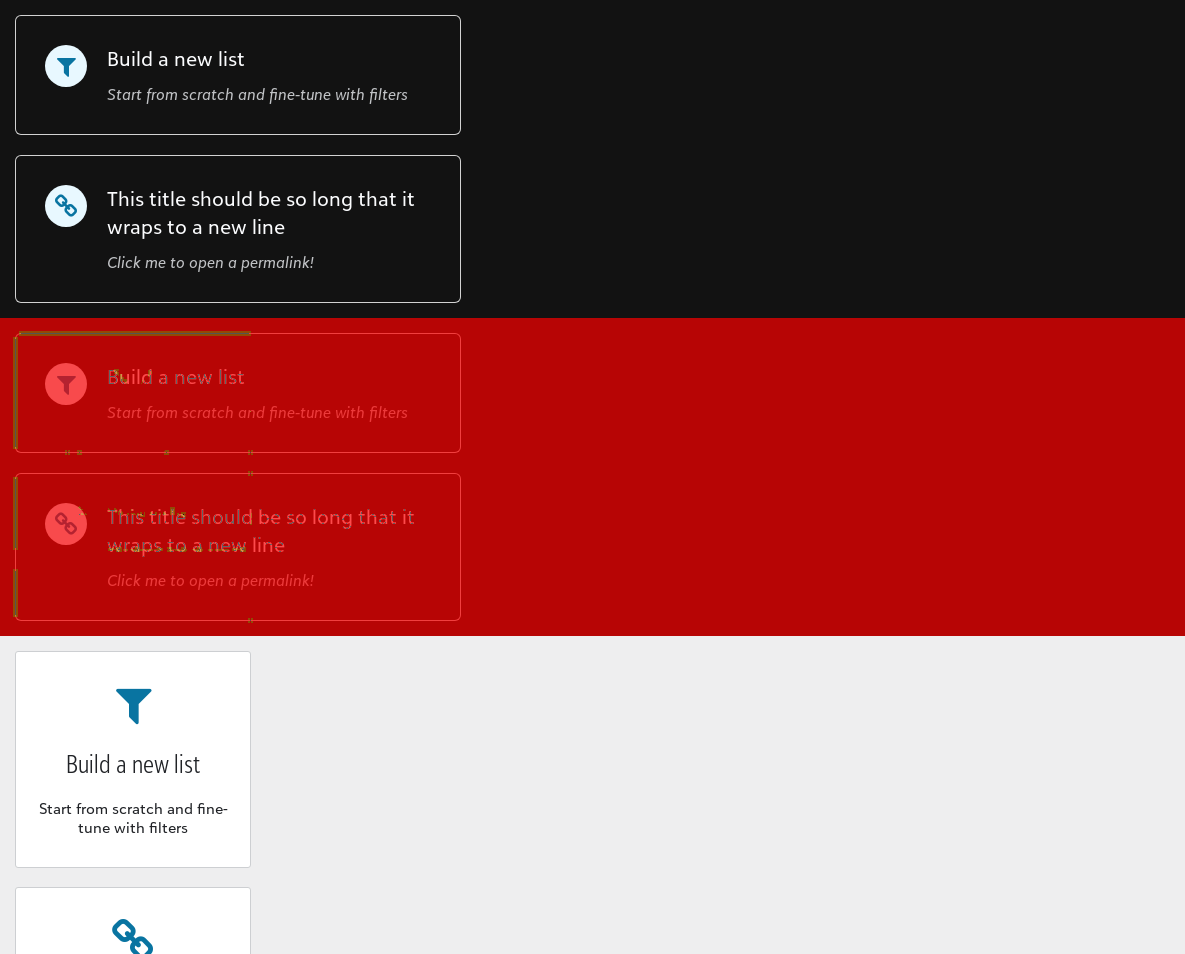 Build a new list
Start from scratch and fine-tune with filters
This title should be so long that it
wraps to a new line
Click me to open a permalink!
Build a new list
Start from scratch and fine-tune with filters
This title should be so long that it
wraps to a new line
Click me to open a permalink!
Build a new list
Start from scratch and fine-
tune with filters